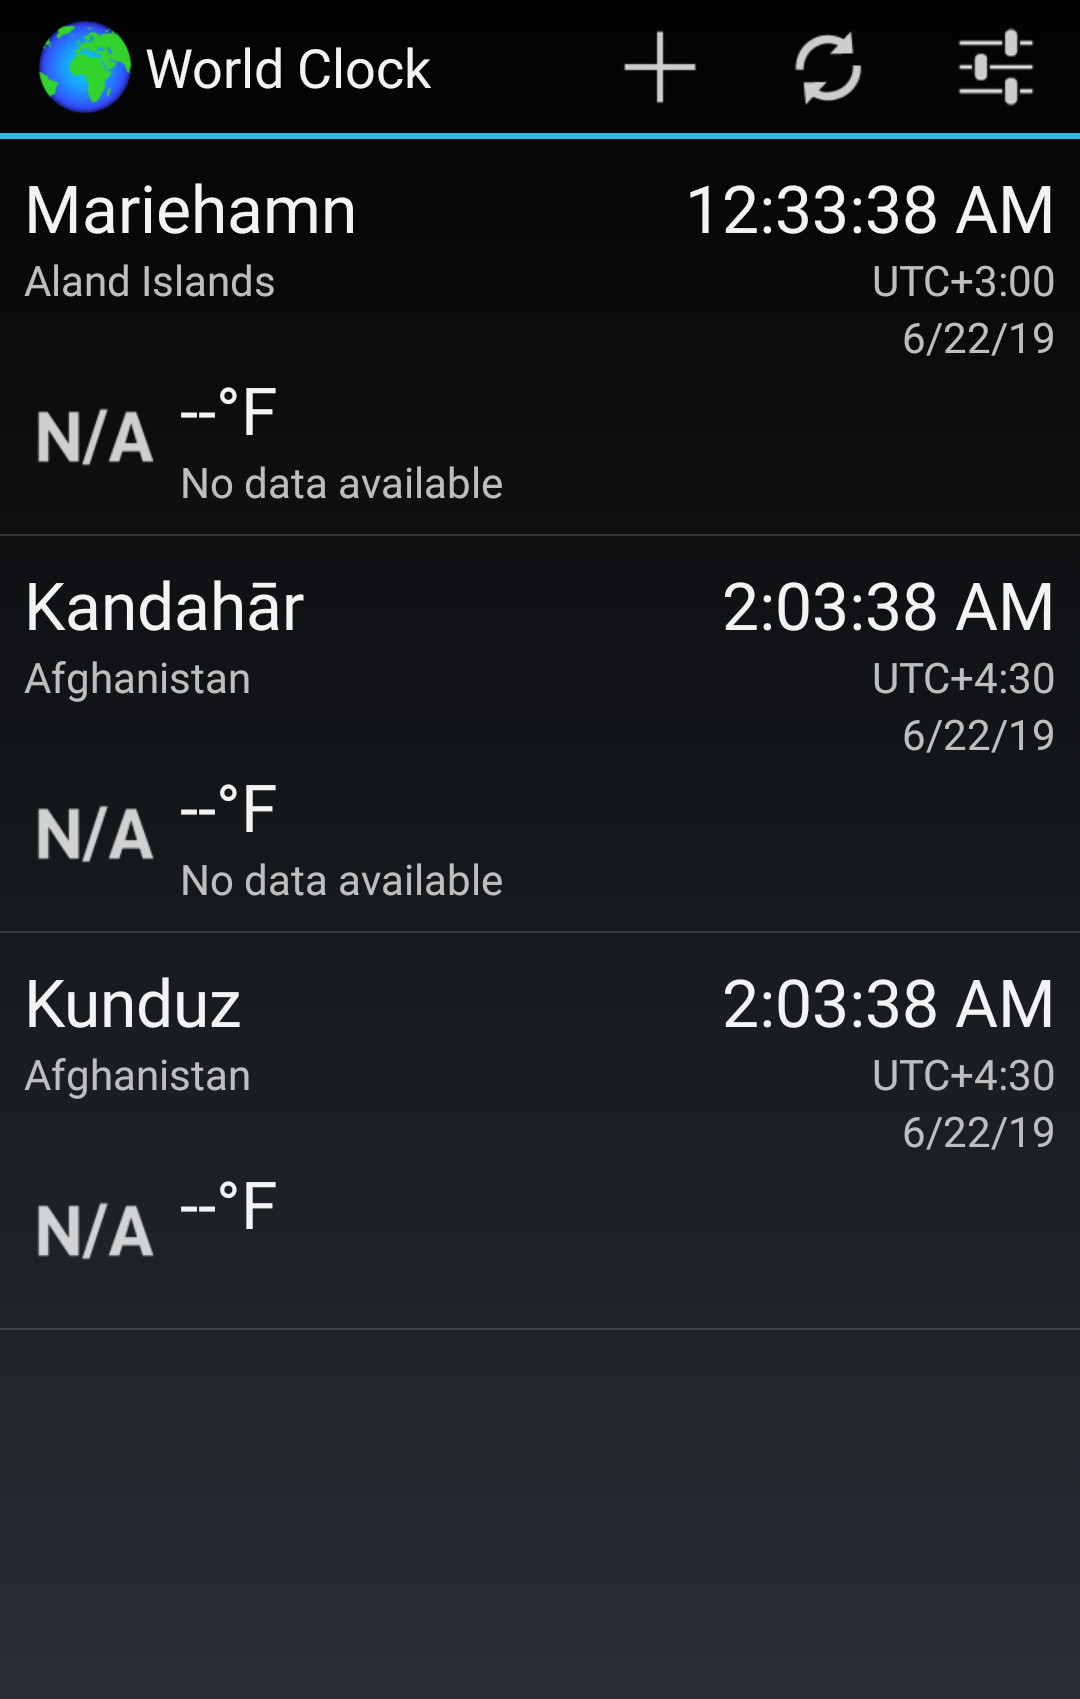 World Clock
Mariehamn 12:33:38 AM
Aland Islands UTC+3:00
6/22/19
N/A --°F
No data available
Kandahār 2:03:38 AM
Afghanistan UTC+4:30
6/22/19
N/A --°F
No data available
Kunduz 2:03:38 AM
Afghanistan UTC+4:30
6/22/19
N/A --°F